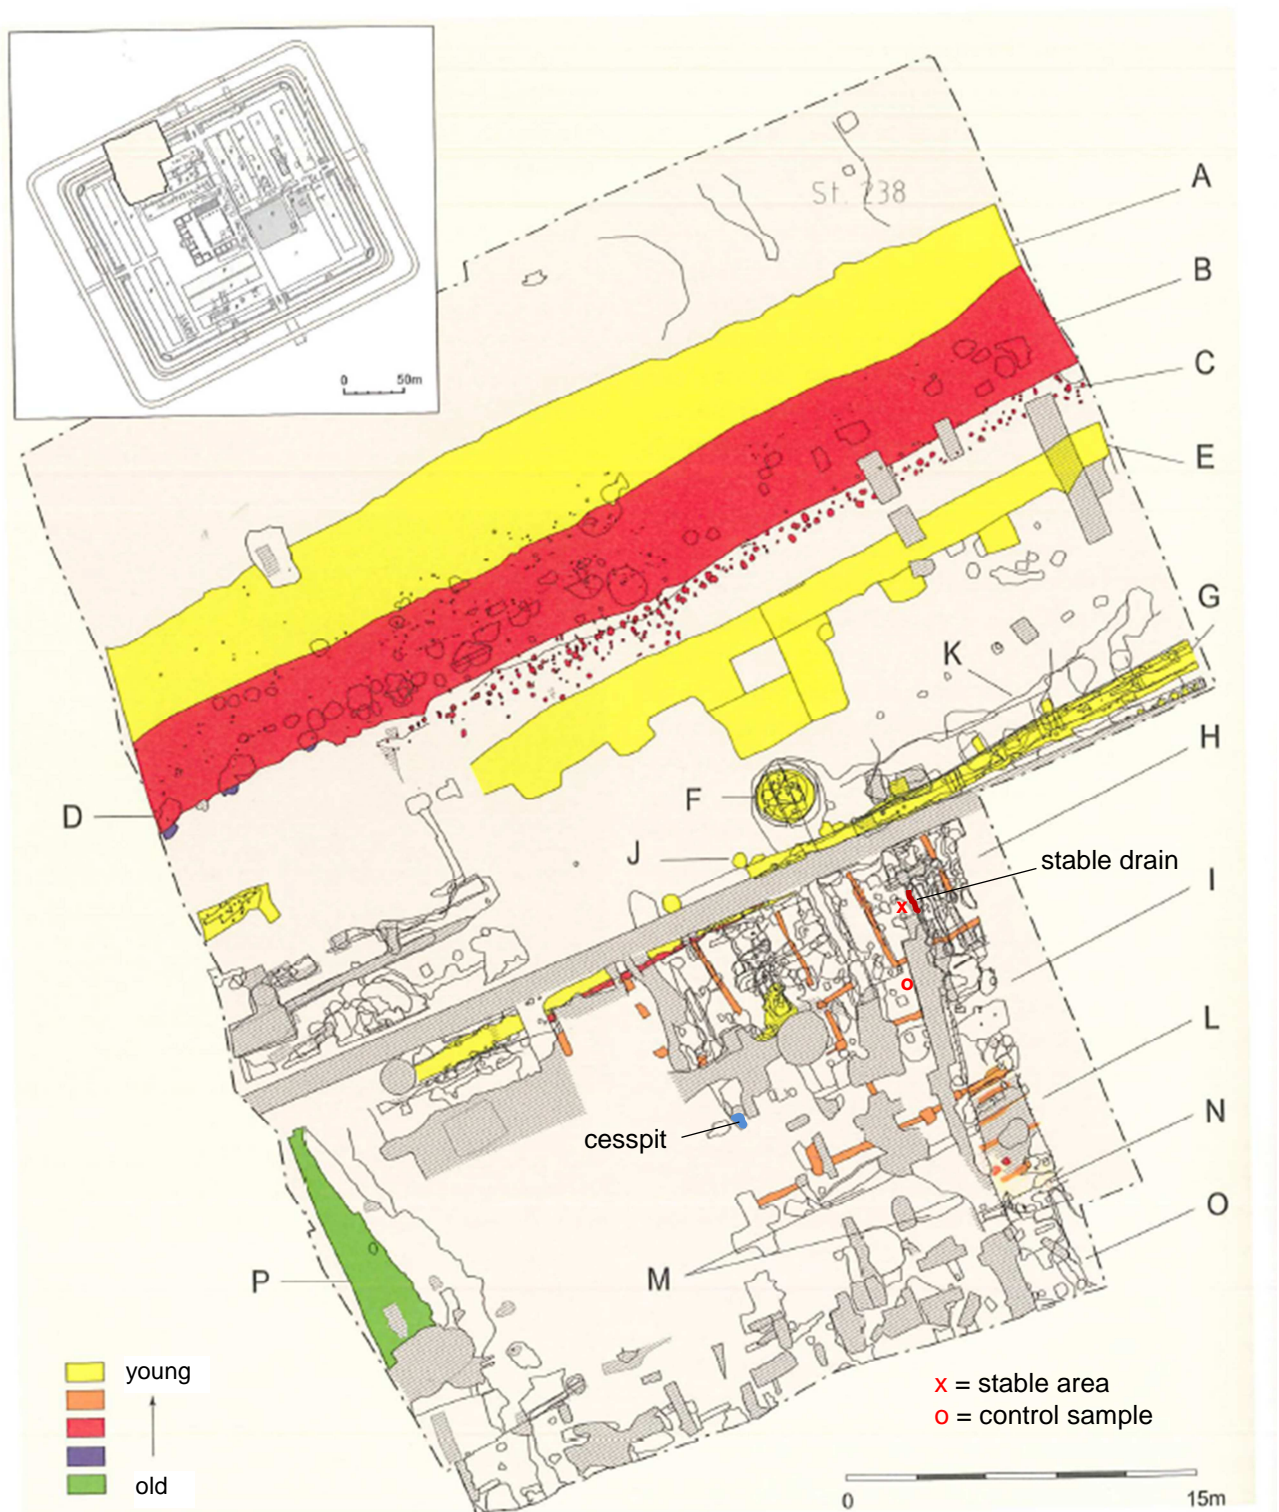 0 50m
St. 238
A
B
C
E
G
K
H
F
D
J
stable drain
I
L
cesspit
N
O
P
M
young
x
o
x = stable area
o = control sample
old
0 15m